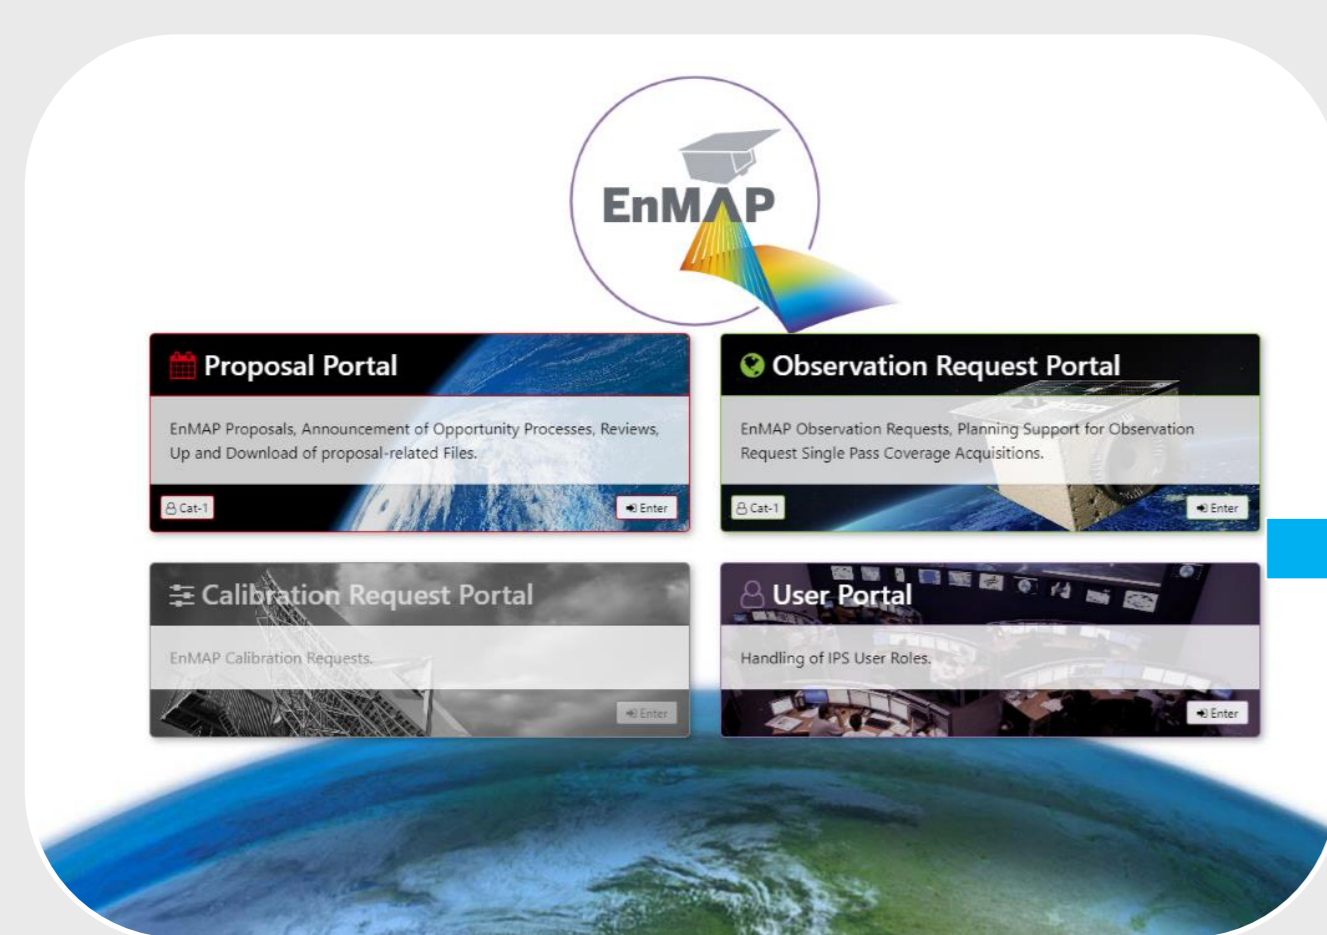 EnMAP
Proposal Portal
EnMAP Proposals, Announcement of Opportunity Processes, Reviews,
Up and Download of proposal-related Files.
Cat-1
Enter
Observation Request Portal
EnMAP Observation Requests, Planning Support for Observation
Request Single Pass Coverage Acquisitions.
Cat-1
Enter
Calibration Request Portal
EnMAP Calibration Requests.
Enter
User Portal
Handling of IPS User Roles.
Enter